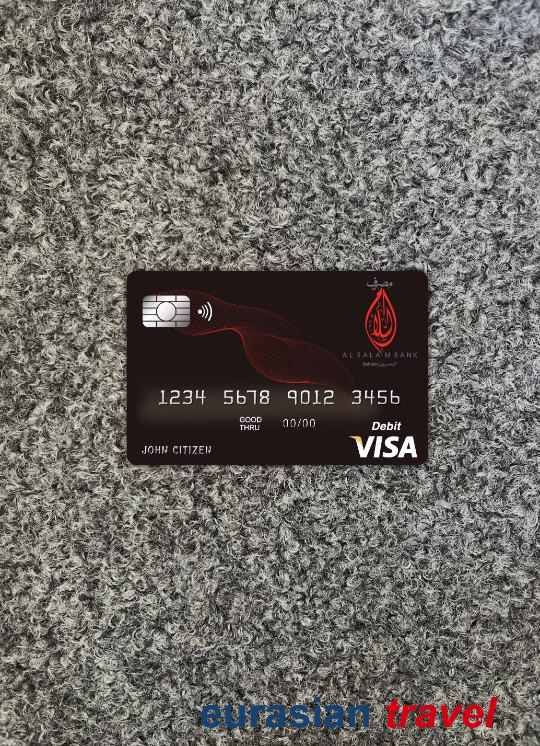 مصرف
AL SALAM BANK
1234 5678 9012 3456
GOOD THRU 00/00
JOHN CITIZEN
Debit
VISA
eurasian travel